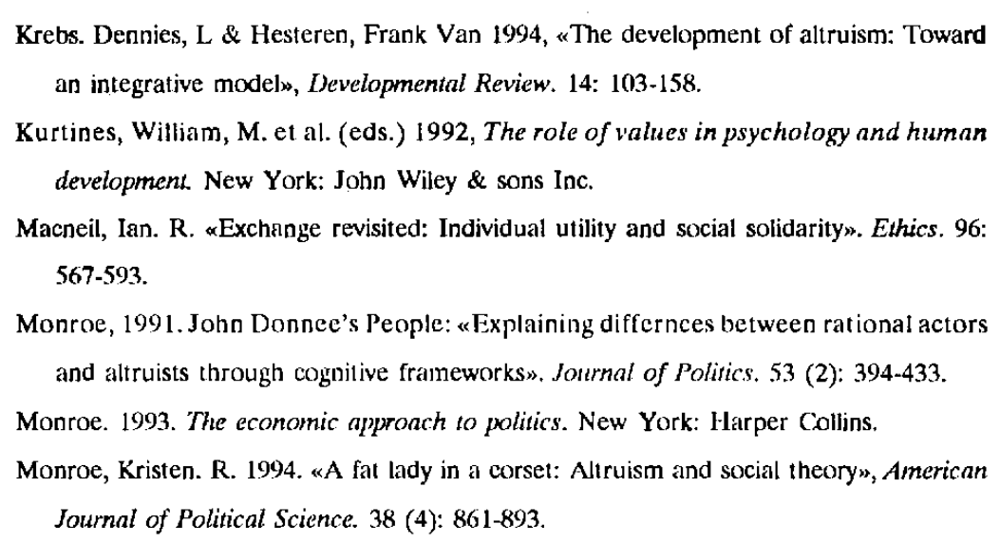 Krebs. Dennies, L & Hesteren, Frank Van 1994, «The development of altruism: Toward
an integrative model», Developmental Review. 14: 103-158.
Kurtines, William, M. et al. (eds.) 1992, The role of values in psychology and human
development. New York: John Wiley & sons Inc.
Macneil, Ian. R. «Exchange revisited: Individual utility and social solidarity». Ethics. 96:
567-593.
Monroe, 1991. John Donnee's People: «Explaining differnces between rational actors
and altruists through cognitive frameworks». Journal of Politics. 53 (2): 394-433.
Monroe. 1993. The economic approach to politics. New York: Harper Collins.
Monroe, Kristen. R. 1994. «A fat lady in a corset: Altruism and social theory», American
Journal of Political Science. 38 (4): 861-893.